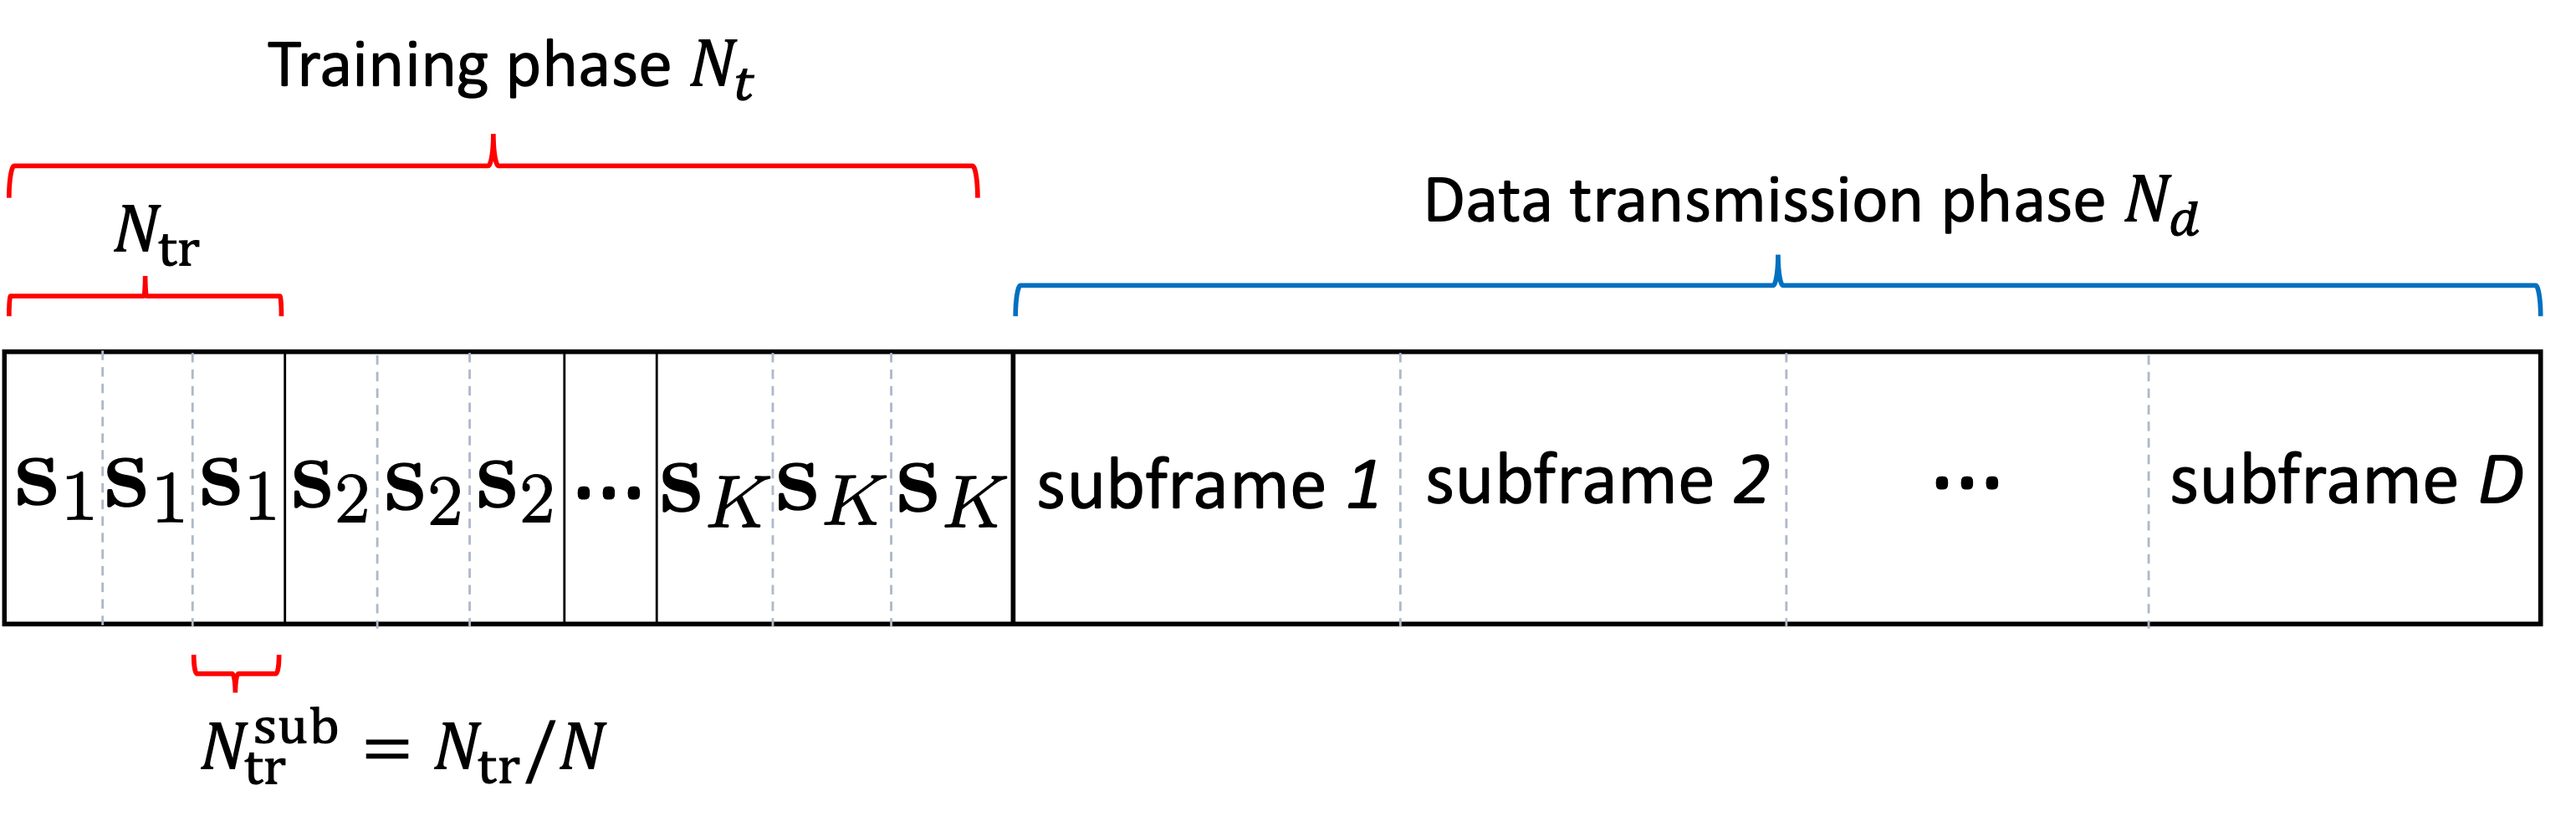 Training phase N_t
Data transmission phase N_d
N_tr
s_1 s_1 s_1 s_2 s_2 s_2 ··· s_K s_K s_K subframe 1 subframe 2 ··· subframe D
N_tr^sub = N_tr/N